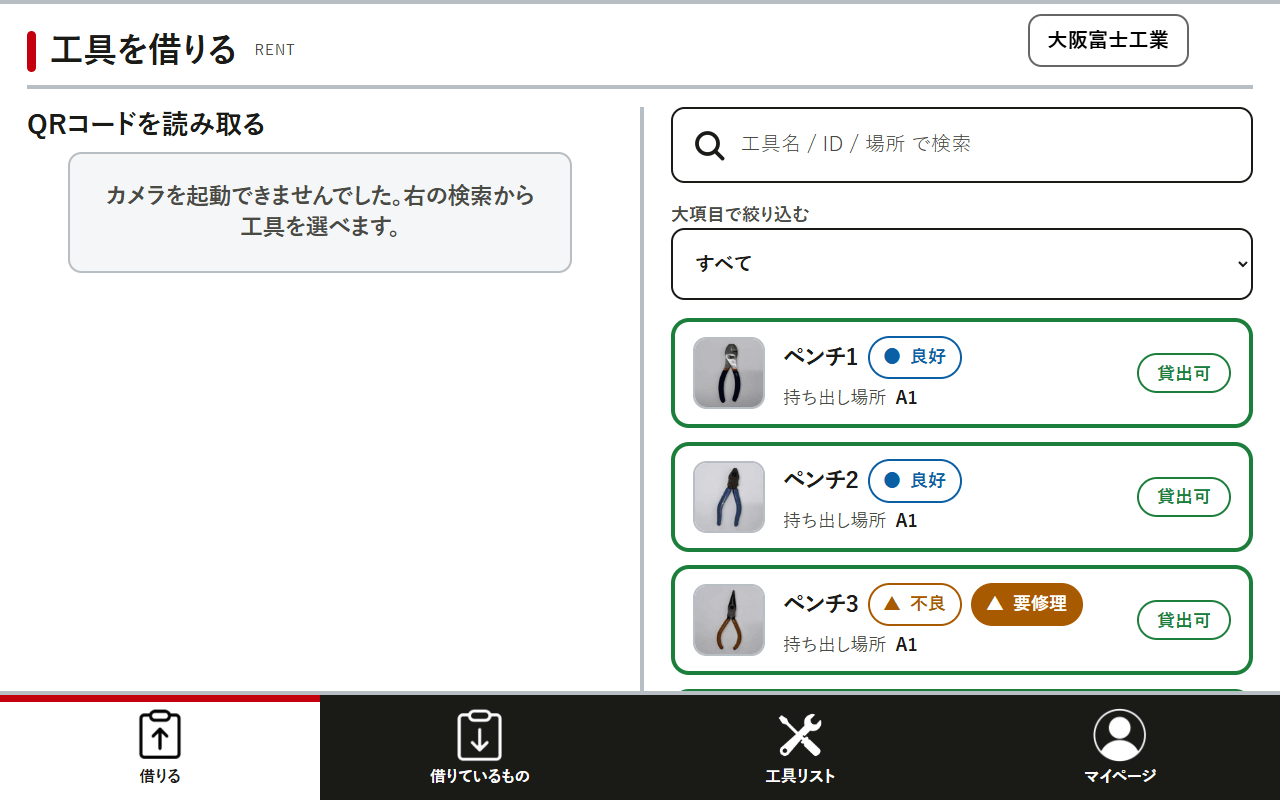 工具を借りる RENT
大阪富士工業
QRコードを読み取る
カメラを起動できませんでした。右の検索から
工具を選べます。
工具名 / ID / 場所 で検索
大項目で絞り込む
すべて
ペンチ1 ● 良好
持ち出し場所 A1
貸出可
ペンチ2 ● 良好
持ち出し場所 A1
貸出可
ペンチ3 ▲ 不良 ▲ 要修理
持ち出し場所 A1
貸出可
借りる
借りているもの
工具リスト
マイページ